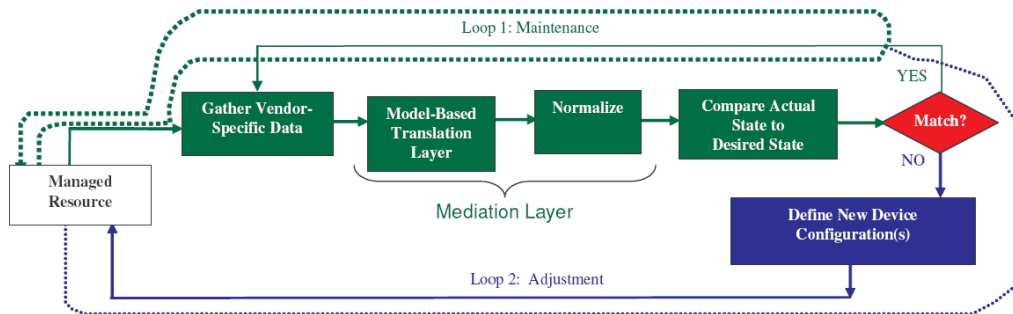 Loop 1: Maintenance
YES
Gather Vendor-
Specific Data
Model-Based
Translation
Layer
Normalize
Compare Actual
State to
Desired State
Match?
NO
Managed
Resource
Mediation Layer
Define New Device
Configuration(s)
Loop 2: Adjustment